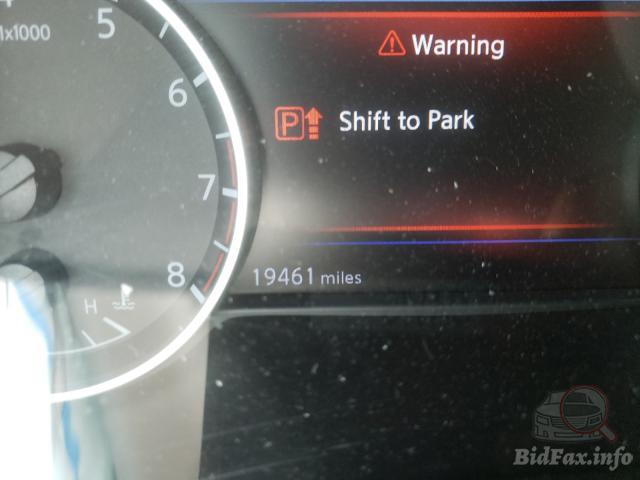 x1000
5
6
7
8
H
Warning
P Shift to Park
19461 miles
BidFax.info